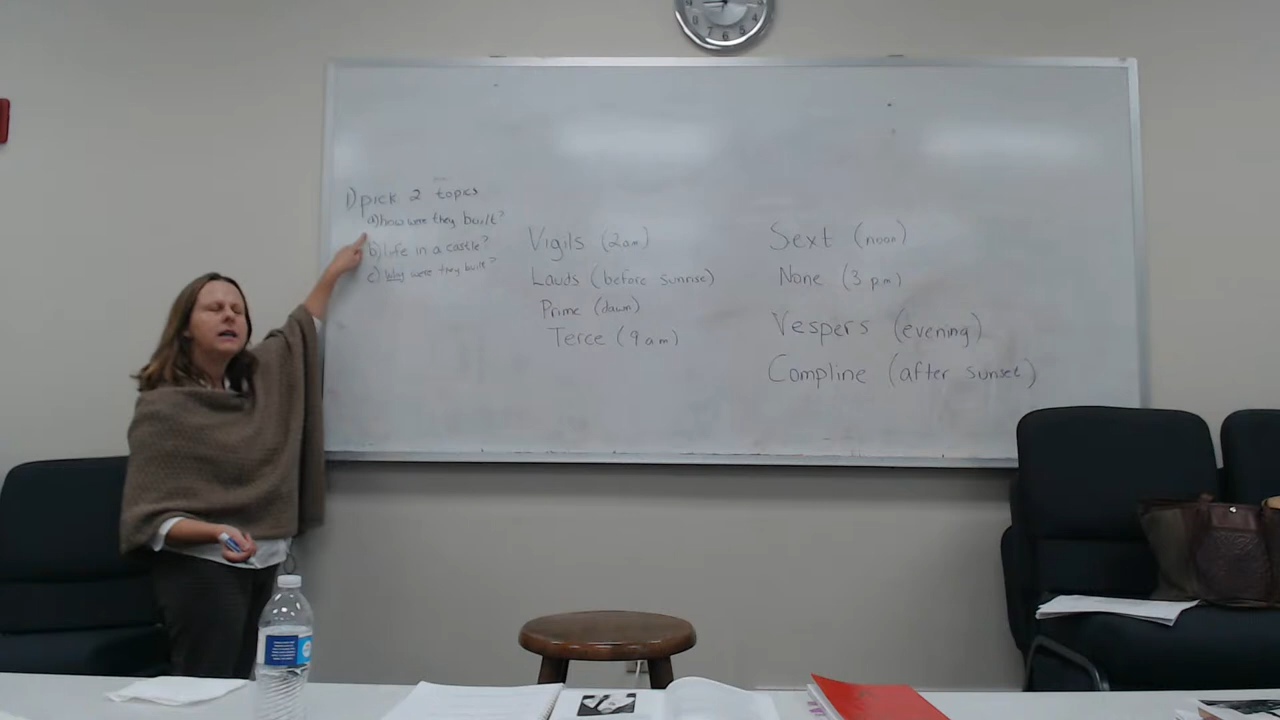 1) pick 2 topics
a) how were they built?
b) life in a castle?
c) Why were they built?
Vigils (2am)
Lauds (before sunrise)
Prime (dawn)
Terce (9am)
Sext (noon)
None (3 pm)
Vespers (evening)
Compline (after sunset)